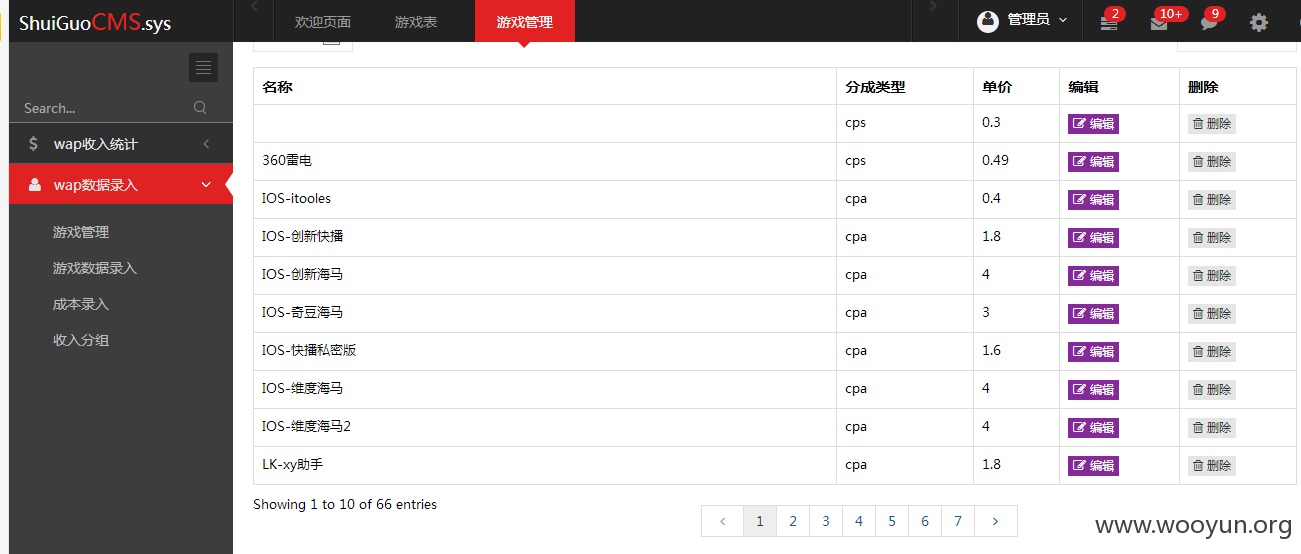 ShuiGuoCMS.sys
欢迎页面 游戏表 游戏管理 管理员 2 10+ 9
Search...
wap收入统计
wap数据录入
游戏管理
游戏数据录入
成本录入
收入分组
名称 分成类型 单价 编辑 删除
cps 0.3 编辑 删除
360雷电 cps 0.49 编辑 删除
IOS-itooles cpa 0.4 编辑 删除
IOS-创新快播 cpa 1.8 编辑 删除
IOS-创新海马 cpa 4 编辑 删除
IOS-奇豆海马 cpa 3 编辑 删除
IOS-快播私密版 cpa 1.6 编辑 删除
IOS-维度海马 cpa 4 编辑 删除
IOS-维度海马2 cpa 4 编辑 删除
LK-xy助手 cpa 1.8 编辑 删除
Showing 1 to 10 of 66 entries
1 2 3 4 5 6 7
www.wooyun.org